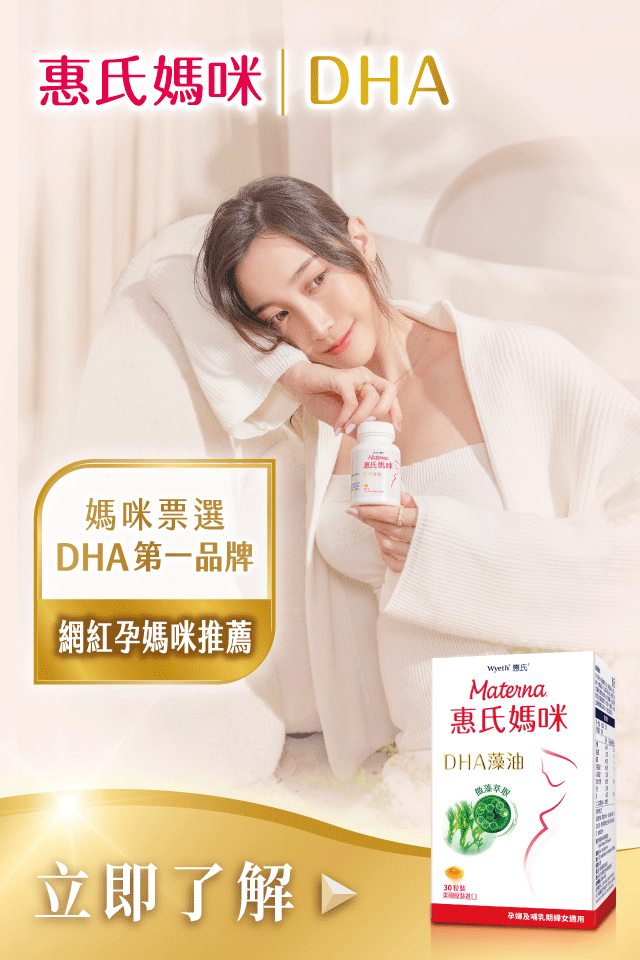 惠氏媽咪 | DHA
媽咪票選
DHA第一品牌
網紅孕媽咪推薦
Materna
惠氏媽咪
Wyeth 惠氏
Materna
惠氏媽咪
DHA藻油
微藻萃取
30粒裝
美國原裝進口
孕婦及哺乳期婦女適用
立即了解